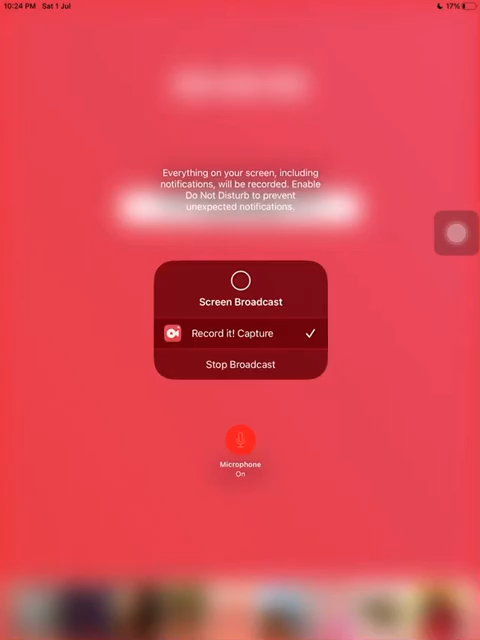 10:24 PM Sat 1 Jul 17%
Everything on your screen, including
notifications, will be recorded. Enable
Do Not Disturb to prevent
unexpected notifications.
Screen Broadcast
Record it! Capture
Stop Broadcast
Microphone
On